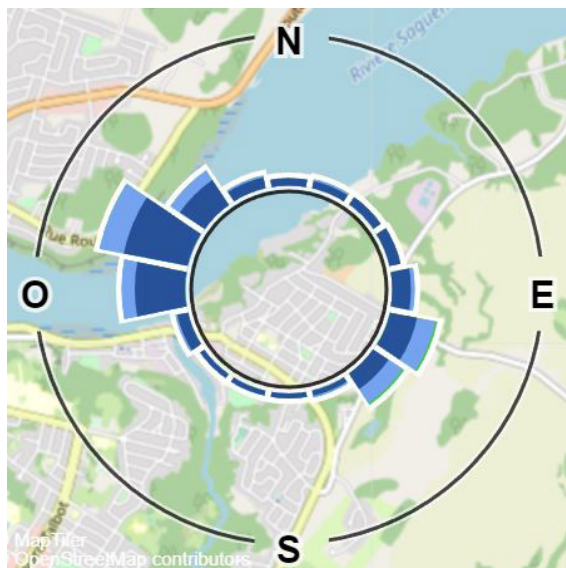 N
Rivière Saguenay
Rue Rou
O
E
S
MapTiler
OpenStreetMap contributors